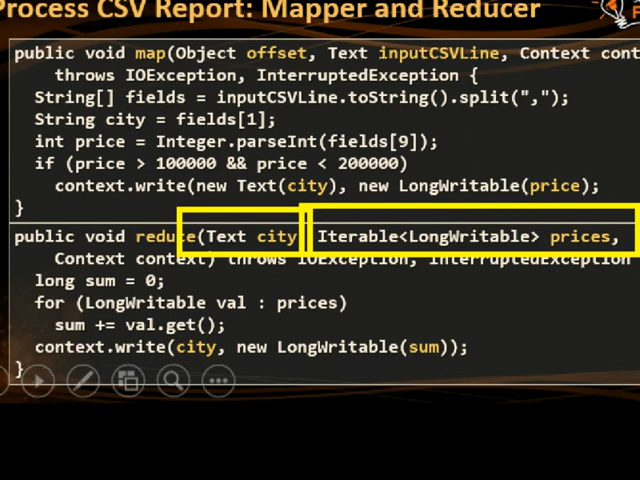 Process CSV Report: Mapper and Reducer
public void map(Object offset, Text inputCSVLine, Context cont
throws IOException, InterruptedException {
String[] fields = inputCSVLine.toString().split(",");
String city = fields[1];
int price = Integer.parseInt(fields[9]);
if (price > 100000 && price < 200000)
context.write(new Text(city), new LongWritable(price);
}
public void reduce(Text city Iterable<LongWritable> prices,
Context context) throws IOException, InterruptedException
long sum = 0;
for (LongWritable val : prices)
sum += val.get();
context.write(city, new LongWritable(sum));
}